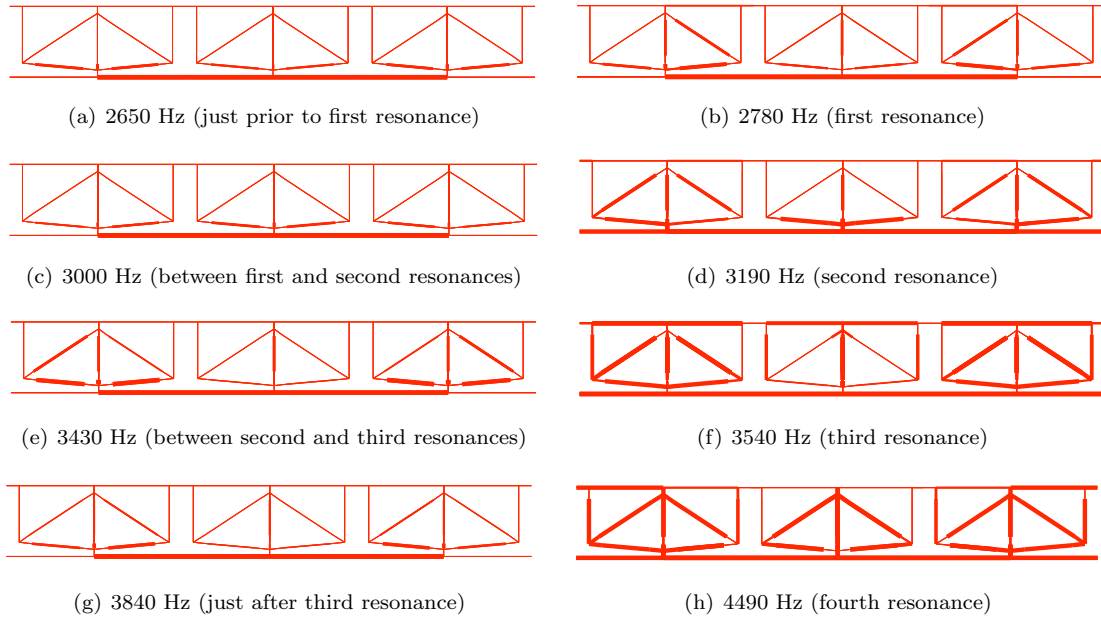 (a) 2650 Hz (just prior to first resonance)
(b) 2780 Hz (first resonance)
(c) 3000 Hz (between first and second resonances)
(d) 3190 Hz (second resonance)
(e) 3430 Hz (between second and third resonances)
(f) 3540 Hz (third resonance)
(g) 3840 Hz (just after third resonance)
(h) 4490 Hz (fourth resonance)